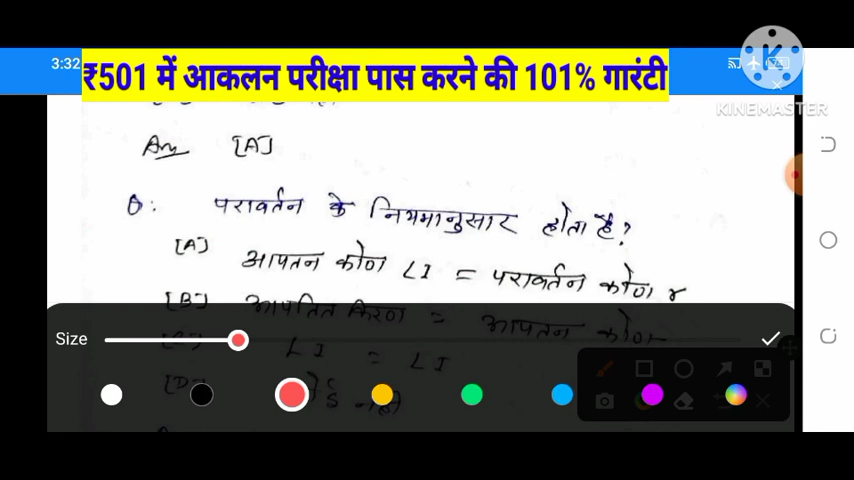 3:32
₹501 में आकलन परीक्षा पास करने की 101% गारंटी
KINEMASTER
Ans [A]
Q: परावर्तन के नियमानुसार होता है?
[A] आपतन कोण ∠I = परावर्तन कोण r
[B] आपतित किरण = आपतन कोण
∠I = ∠I
[D] नही
Size